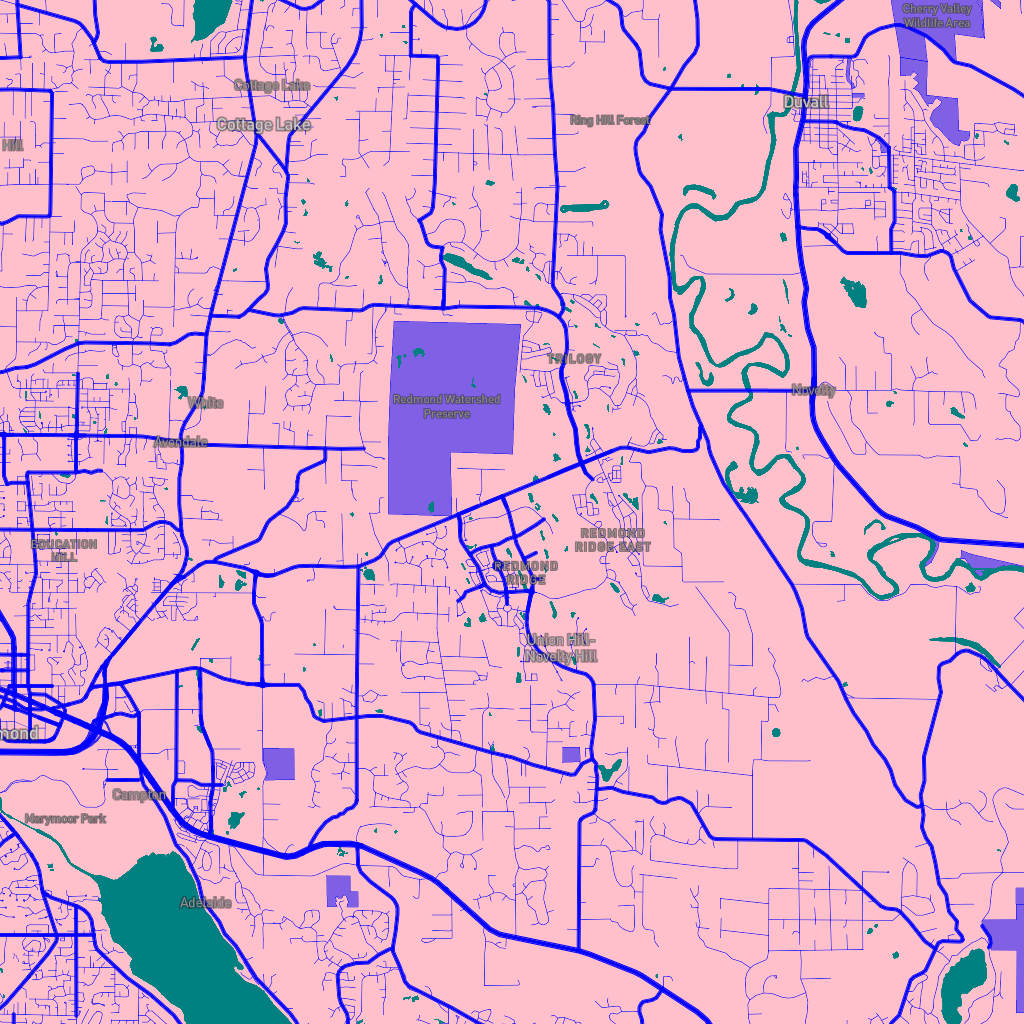 Cherry Valley
Wildlife Area
Cottage Lake
Duvall
Cottage Lake
Ring Hill Forest
Hill
TRILOGY
Novelty
Redmond Watershed
Preserve
White
Avondale
EDUCATION
HILL
REDMOND
RIDGE EAST
REDMOND
RIDGE
Union Hill-
Novelty Hill
mond
Campton
Marymoor Park
Adelaide